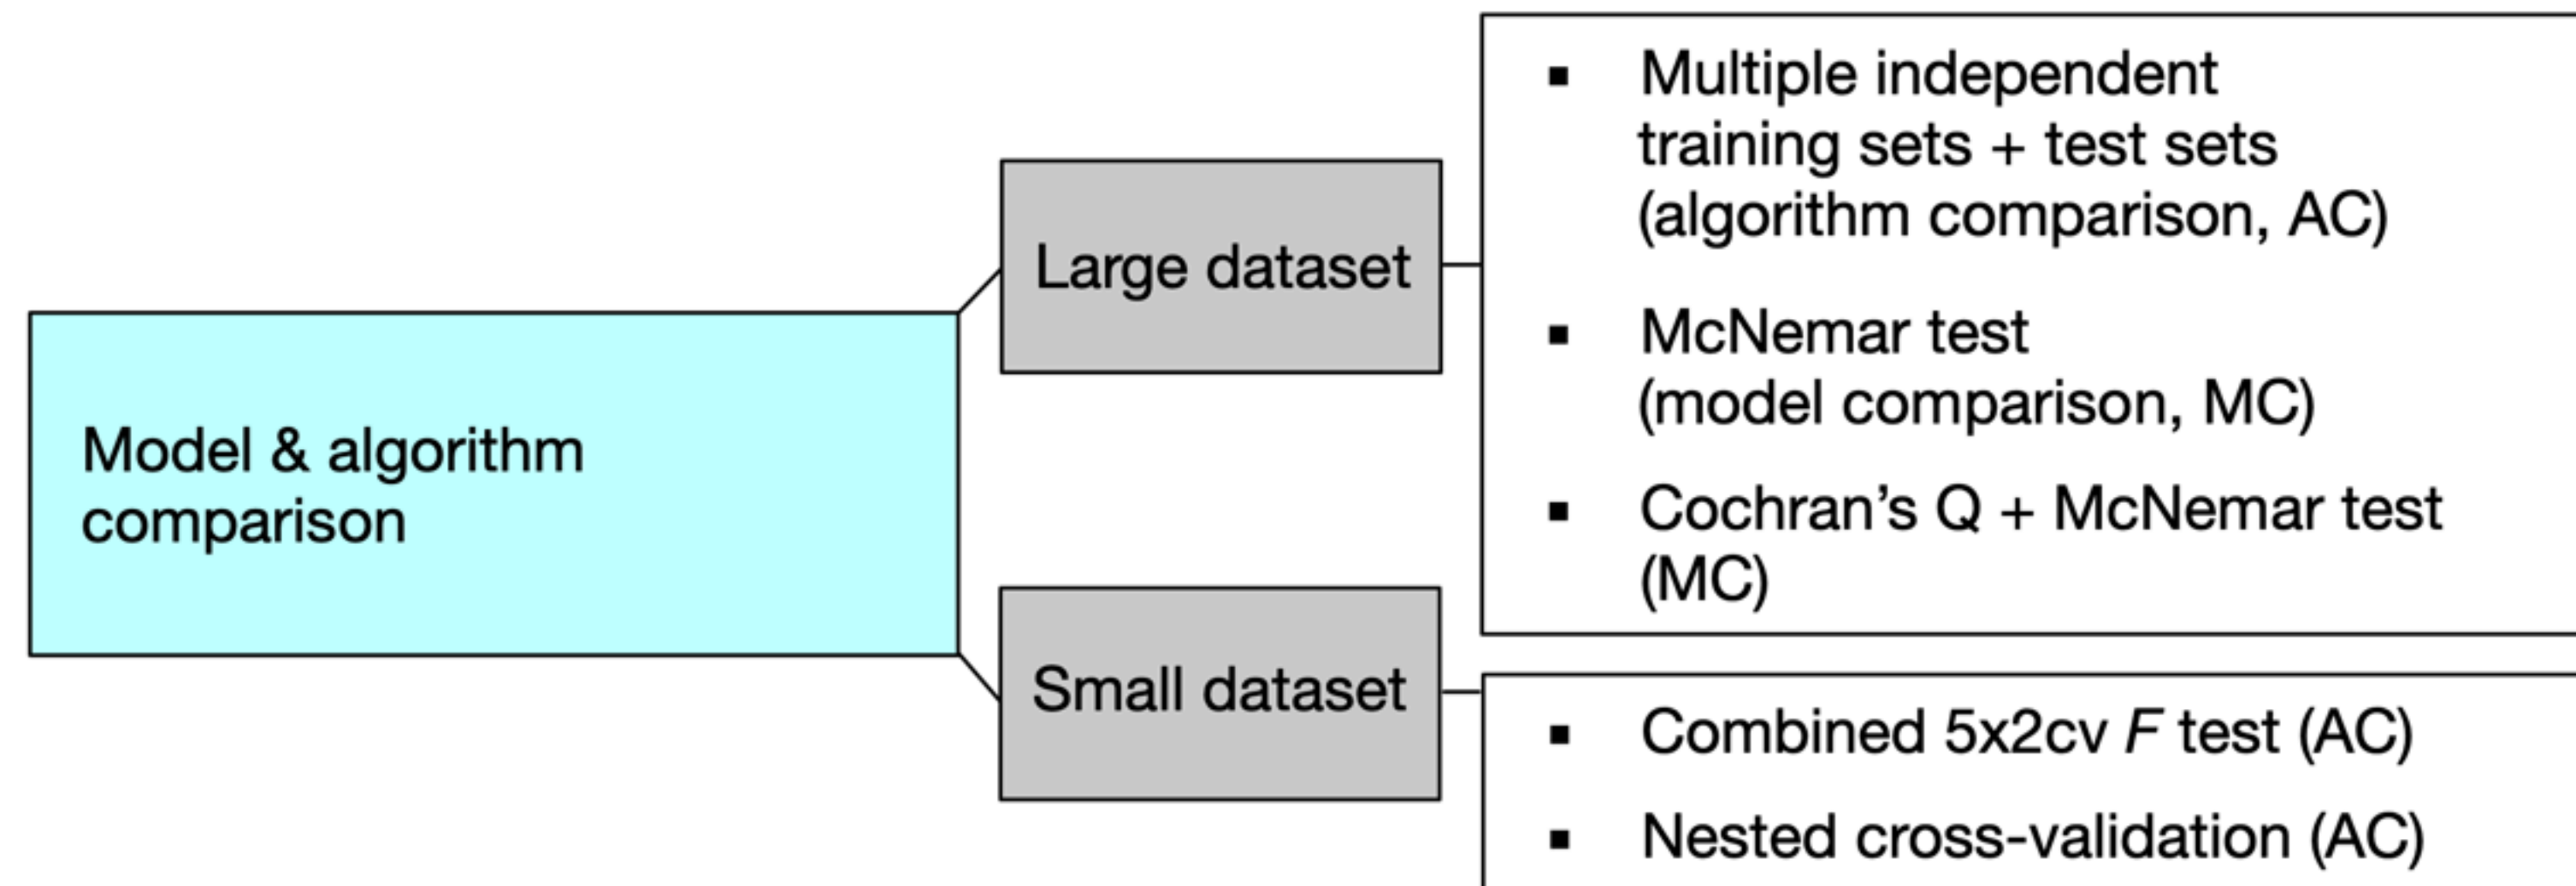 Model & algorithm
comparison
Large dataset
▪ Multiple independent
training sets + test sets
(algorithm comparison, AC)
▪ McNemar test
(model comparison, MC)
▪ Cochran’s Q + McNemar test
(MC)
Small dataset
▪ Combined 5x2cv F test (AC)
▪ Nested cross-validation (AC)